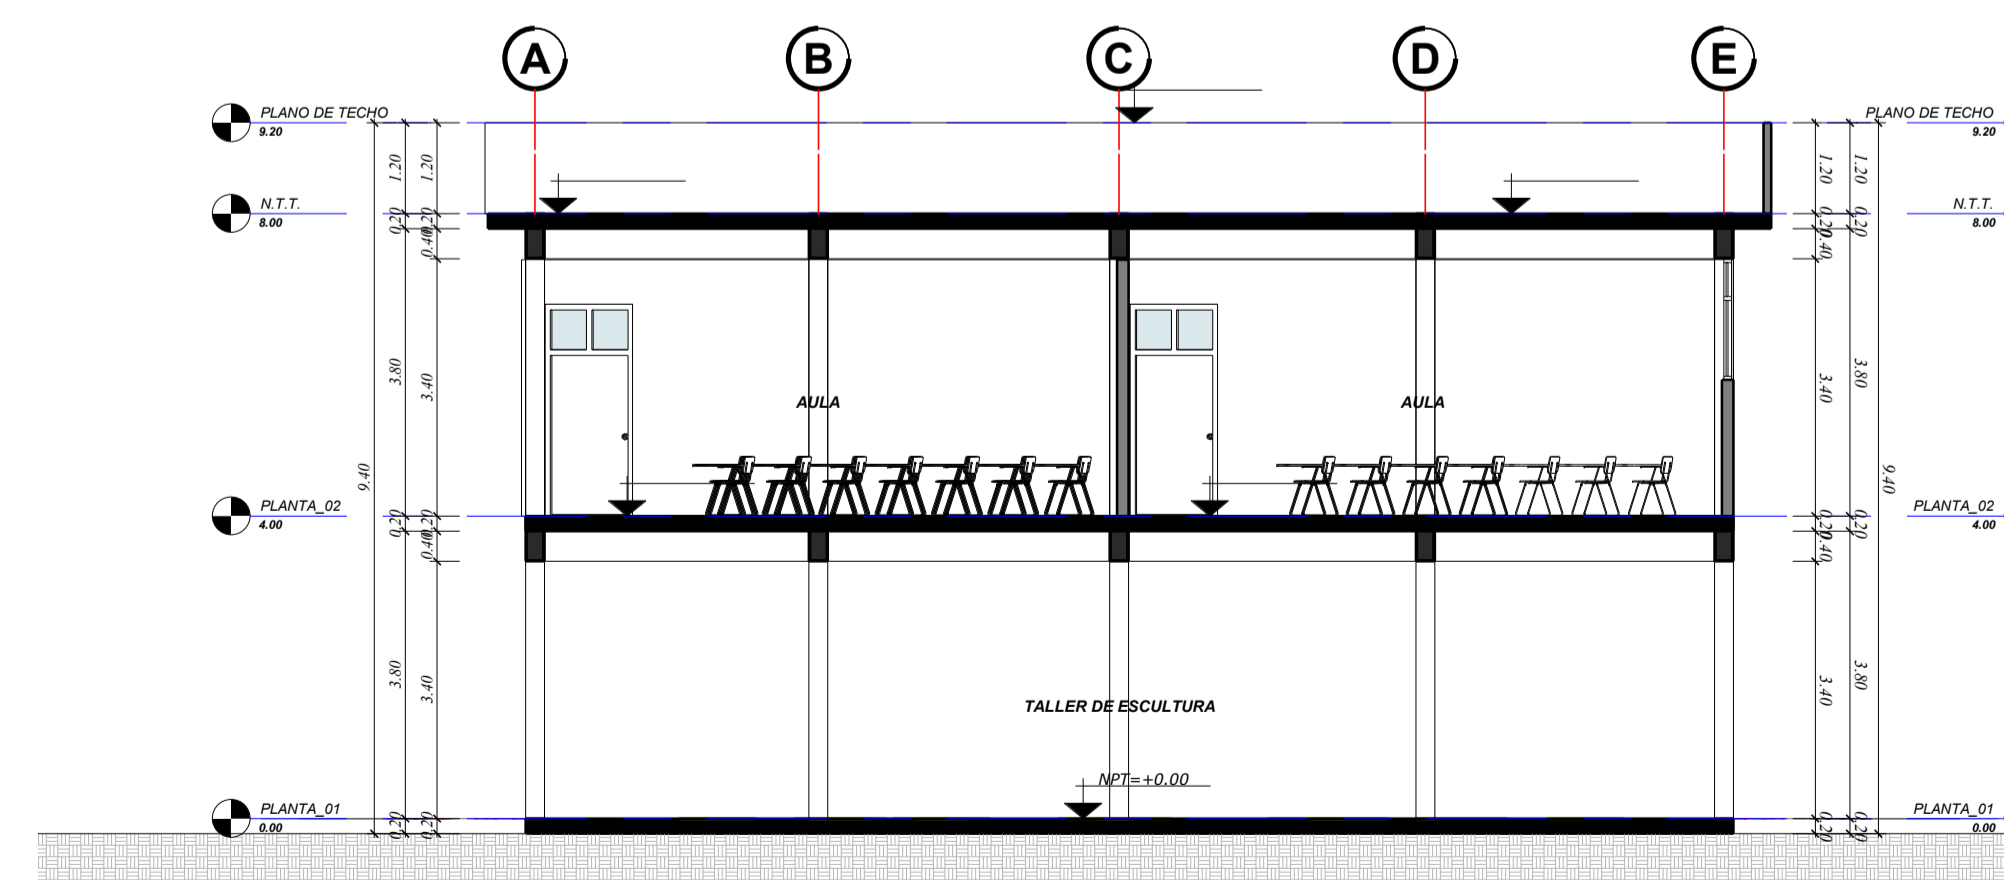 A B C D E
PLANO DE TECHO
9.20
PLANO DE TECHO
9.20
1.20 1.20 1.20 1.20
N.T.T.
8.00
N.T.T.
8.00
0.20 0.20 0.20 0.20
0.40 0.40
3.80 3.40 3.40 3.80
AULA AULA
9.40 9.40
PLANTA_02
4.00
PLANTA_02
4.00
0.20 0.20 0.20 0.20
0.40 0.40
3.80 3.40 3.40 3.80
TALLER DE ESCULTURA
NPT=+0.00
PLANTA_01
0.00
PLANTA_01
0.00
0.20 0.20 0.20 0.20